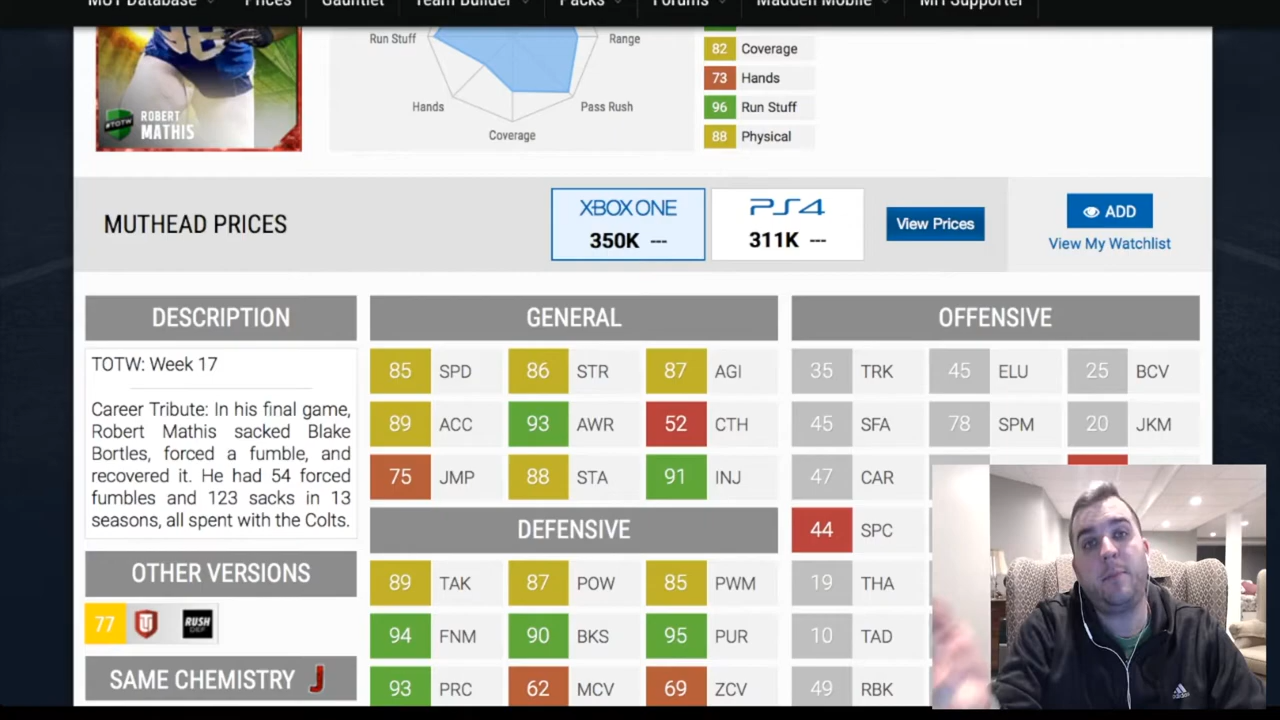 MUT Database Prices Gauntlet Team Builder Packs Forums Madden Mobile MH Supporter
Run Stuff Range
Hands Pass Rush
Coverage
82 Coverage
73 Hands
96 Run Stuff
88 Physical
#TOTW ROBERT
MATHIS
MUTHEAD PRICES
XBOX ONE
350K ---
PS4
311K ---
View Prices
ADD
View My Watchlist
DESCRIPTION
TOTW: Week 17
Career Tribute: In his final game,
Robert Mathis sacked Blake
Bortles, forced a fumble, and
recovered it. He had 54 forced
fumbles and 123 sacks in 13
seasons, all spent with the Colts.
OTHER VERSIONS
77 UT RUSH
SAME CHEMISTRY J
GENERAL
85 SPD 86 STR 87 AGI
89 ACC 93 AWR 52 CTH
75 JMP 88 STA 91 INJ
DEFENSIVE
89 TAK 87 POW 85 PWM
94 FNM 90 BKS 95 PUR
93 PRC 62 MCV 69 ZCV
OFFENSIVE
35 TRK 45 ELU 25 BCV
45 SFA 78 SPM 20 JKM
47 CAR
44 SPC
19 THA
10 TAD
49 RBK